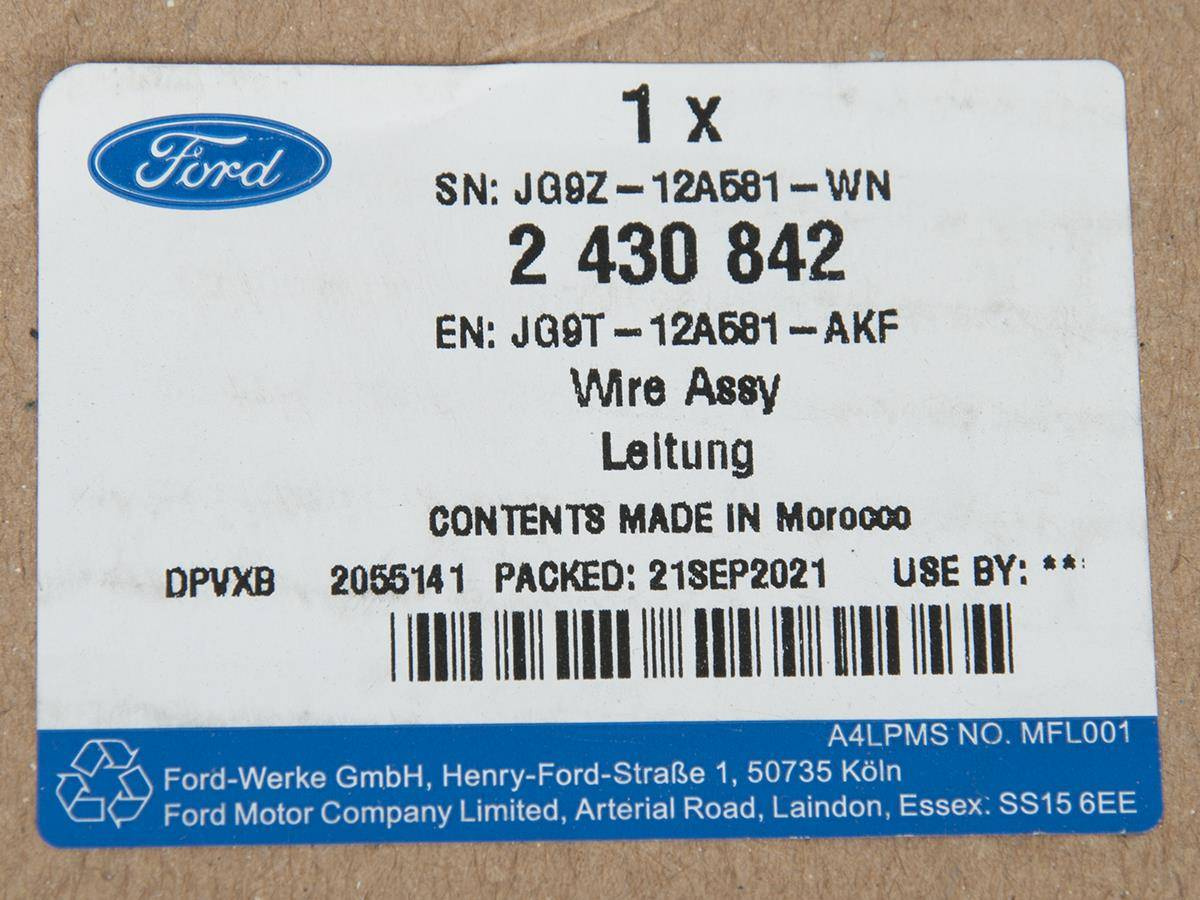 Ford
1 x
SN: JG9Z-12A581-WN
2 430 842
EN: JG9T-12A581-AKF
Wire Assy
Leitung
CONTENTS MADE IN Morocco
DPVXB 2055141 PACKED: 21SEP2021 USE BY: **
A4LPMS NO. MFL001
Ford-Werke GmbH, Henry-Ford-Straße 1, 50735 Köln
Ford Motor Company Limited, Arterial Road, Laindon, Essex. SS15 6EE